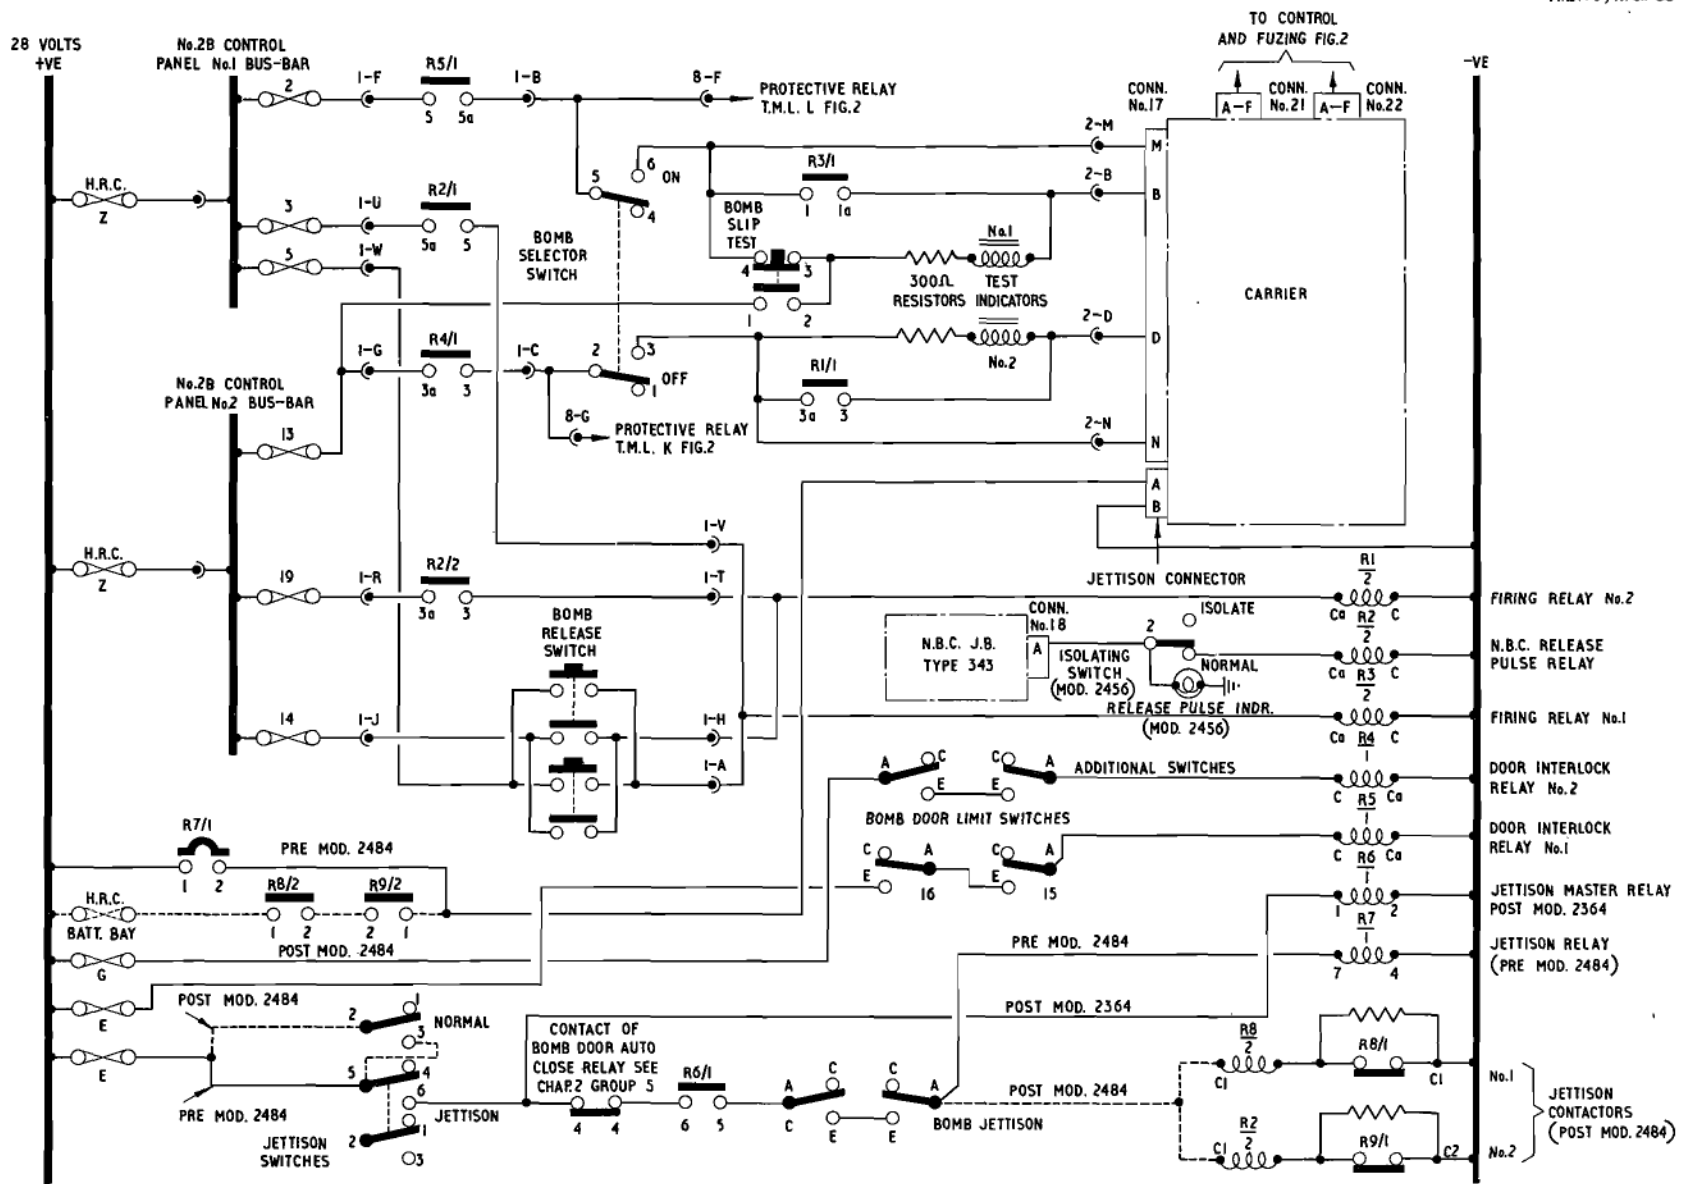 TO CONTROL
AND FUZING FIG.2
28 VOLTS
+VE
No.2B CONTROL
PANEL No.1 BUS-BAR
-VE
2
1-F
R5/1
5
5a
1-B
8-F
PROTECTIVE RELAY
T.M.L. L FIG.2
CONN.
No.17
A-F
CONN.
No.21
A-F
CONN.
No.22
H.R.C.
Z
3
1-U
R2/1
5a
5
5
1-W
BOMB
SELECTOR
SWITCH
5
6
ON
4
2-M
M
R3/1
1
1a
2-B
B
BOMB
SLIP
TEST
4
3
1
2
300Ω
RESISTORS
No.1
TEST
INDICATORS
No.2
CARRIER
1-G
R4/1
3a
3
1-C
2
3
OFF
1
2-D
D
R1/1
3a
3
8-G
PROTECTIVE RELAY
T.M.L. K FIG.2
2-N
N
No.2B CONTROL
PANEL No.2 BUS-BAR
13
A
B
JETTISON CONNECTOR
H.R.C.
Z
1-V
19
1-R
R2/2
3a
3
1-T
R1
2
Ca
C
FIRING RELAY No.2
BOMB
RELEASE
SWITCH
N.B.C. J.B.
TYPE 343
CONN.
No.18
A
ISOLATING
SWITCH
(MOD. 2456)
2
ISOLATE
NORMAL
RELEASE PULSE INDR.
(MOD. 2456)
R2
2
Ca
C
N.B.C. RELEASE
PULSE RELAY
R3
2
Ca
C
FIRING RELAY No.1
14
1-J
1-H
1-A
A
C
E
C
E
A
ADDITIONAL SWITCHES
R4
1
C
Ca
DOOR INTERLOCK
RELAY No.2
BOMB DOOR LIMIT SWITCHES
C
E
A
16
C
E
A
15
R5
1
C
Ca
DOOR INTERLOCK
RELAY No.1
R7/1
1
2
PRE MOD. 2484
H.R.C.
BATT. BAY
R8/2
1
2
R9/2
2
1
POST MOD. 2484
R6
1
1
2
JETTISON MASTER RELAY
POST MOD. 2364
G
PRE MOD. 2484
R7
1
7
4
JETTISON RELAY
(PRE MOD. 2484)
E
POST MOD. 2484
2
1
3
NORMAL
POST MOD. 2364
E
PRE MOD. 2484
5
4
6
JETTISON
JETTISON
SWITCHES
2
1
3
CONTACT OF
BOMB DOOR AUTO
CLOSE RELAY SEE
CHAP.2 GROUP 5
4
4
R6/1
6
5
A
C
C
E
C
E
A
BOMB JETTISON
POST MOD. 2484
R8
2
C1
R8/1
C1
No.1
R2
2
C1
R9/1
C2
No.2
JETTISON
CONTACTORS
(POST MOD. 2484)